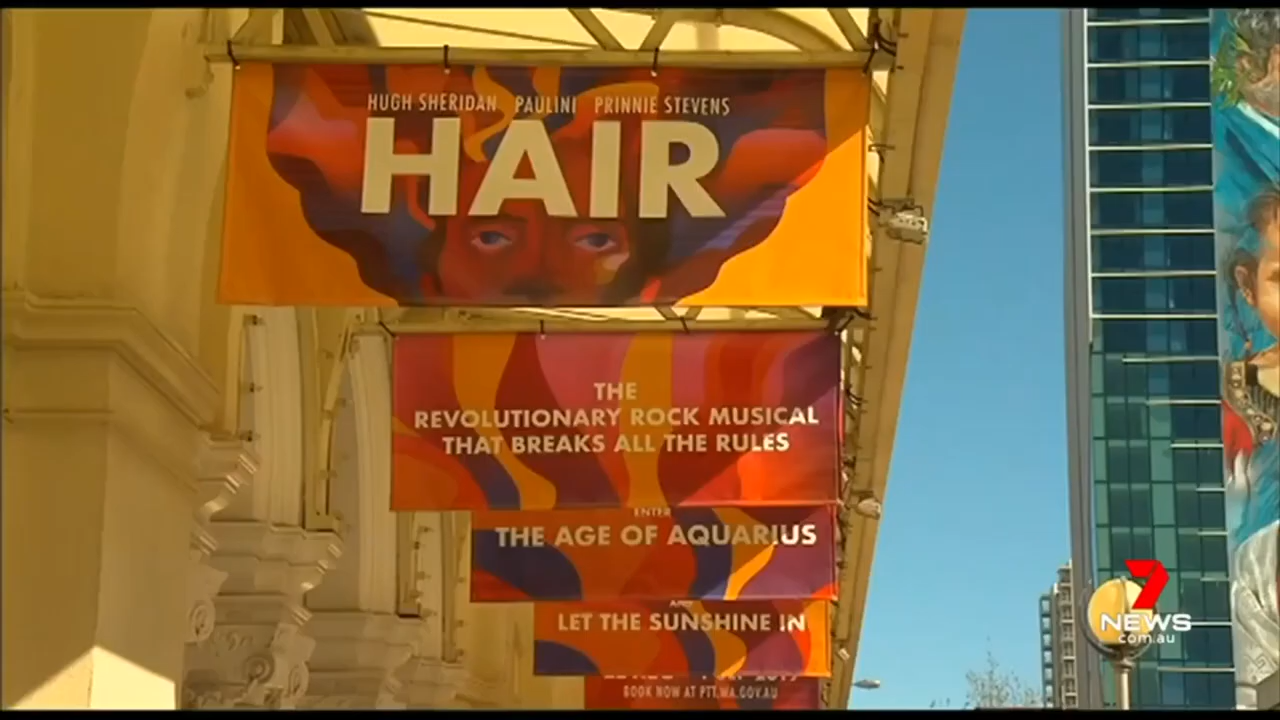 HUGH SHERIDAN PAULINI PRINNIE STEVENS
HAIR
THE
REVOLUTIONARY ROCK MUSICAL
THAT BREAKS ALL THE RULES
ENTER
THE AGE OF AQUARIUS
AND
LET THE SUNSHINE IN
BOOK NOW AT PTT.WA.GOV.AU
7
NEWS
com.au